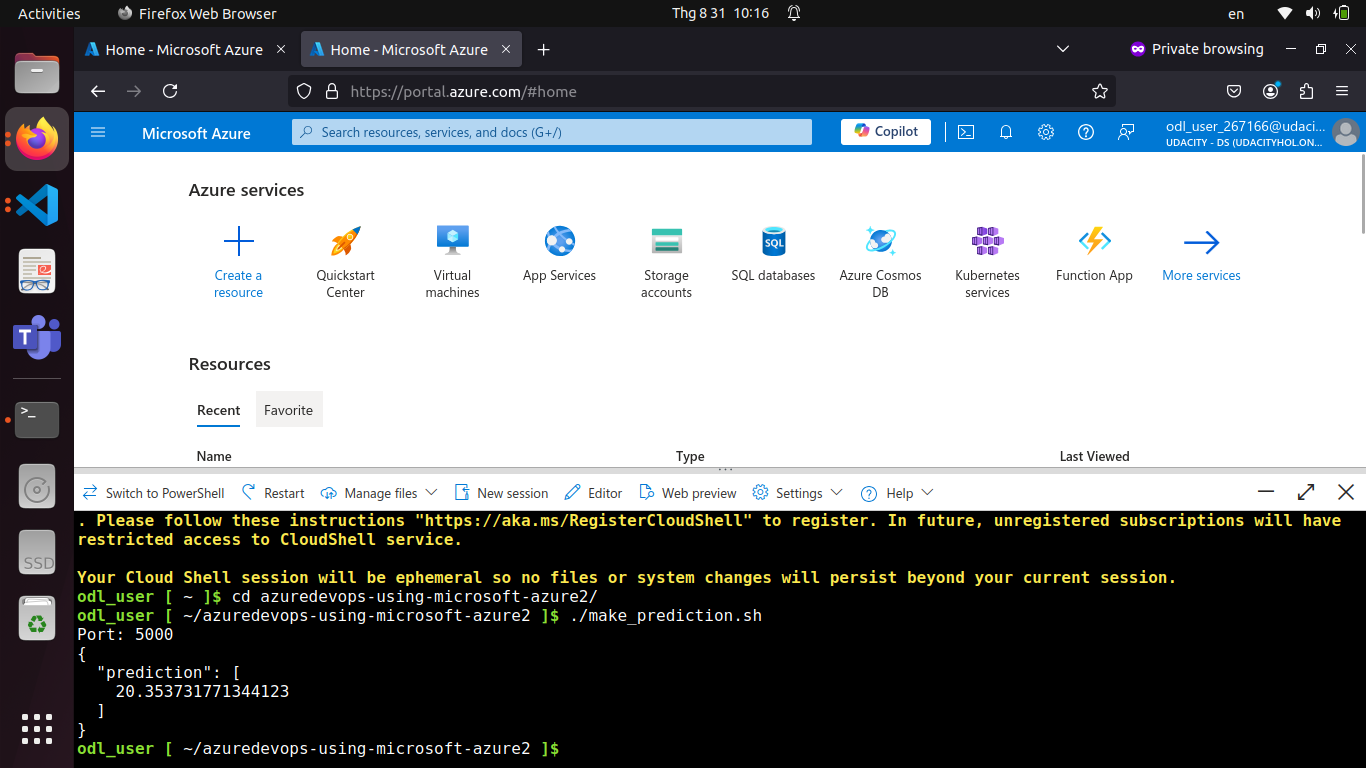 Activities Firefox Web Browser Thg 8 31 10:16 en
Home - Microsoft Azure Home - Microsoft Azure Private browsing
https://portal.azure.com/#home
Microsoft Azure Search resources, services, and docs (G+/) Copilot odl_user_267166@udaci...
UDACITY - DS (UDACITYHOL.ON...
Azure services
SQL
Create a resource
Quickstart Center
Virtual machines
App Services
Storage accounts
SQL databases
Azure Cosmos DB
Kubernetes services
Function App
More services
Resources
Recent Favorite
Name Type Last Viewed
Switch to PowerShell Restart Manage files New session Editor Web preview Settings Help
. Please follow these instructions "https://aka.ms/RegisterCloudShell" to register. In future, unregistered subscriptions will have
restricted access to CloudShell service.
Your Cloud Shell session will be ephemeral so no files or system changes will persist beyond your current session.
odl_user [ ~ ]$ cd azuredevops-using-microsoft-azure2/
odl_user [ ~/azuredevops-using-microsoft-azure2 ]$ ./make_prediction.sh
Port: 5000
{
  "prediction": [
    20.353731771344123
  ]
}
odl_user [ ~/azuredevops-using-microsoft-azure2 ]$
T
>_
SSD